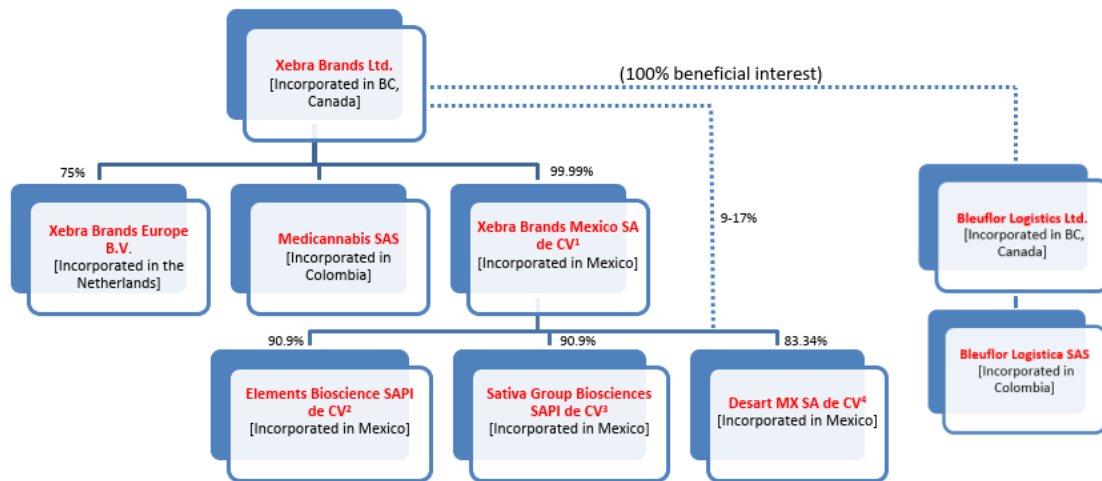 Xebra Brands Ltd.
[Incorporated in BC,
Canada]
(100% beneficial interest)
75%
99.99%
9-17%
Xebra Brands Europe
B.V.
[Incorporated in the
Netherlands]
Medicannabis SAS
[Incorporated in
Colombia]
Xebra Brands Mexico SA
de CV¹
[Incorporated in Mexico]
Bleuflor Logistics Ltd.
[Incorporated in BC,
Canada]
90.9%
90.9%
83.34%
Elements Bioscience SAPI
de CV²
[Incorporated in Mexico]
Sativa Group Biosciences
SAPI de CV³
[Incorporated in Mexico]
Desart MX SA de CV⁴
[Incorporated in Mexico]
Bleuflor Logistica SAS
[Incorporated in
Colombia]